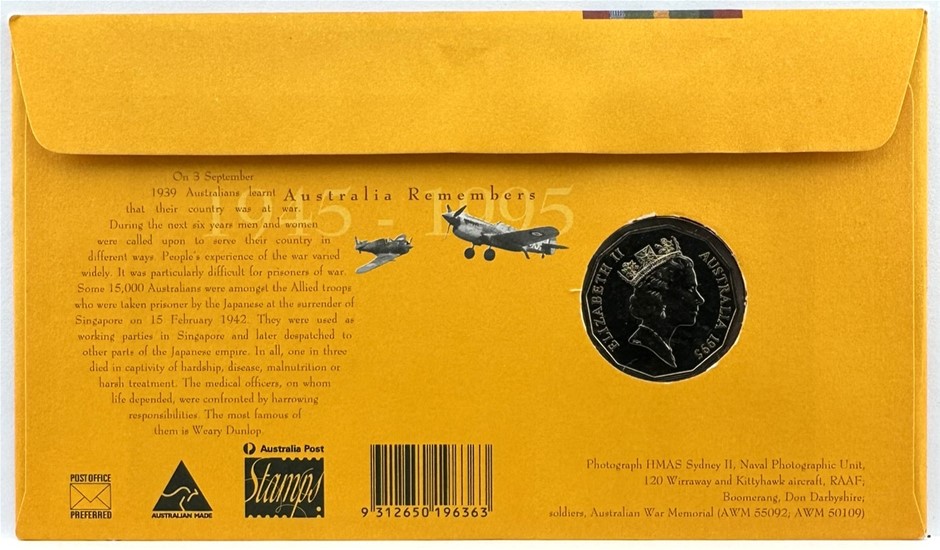 On 3 September
1939 Australians learnt
that their country was at war.
During the next six years men and women
were called upon to serve their country in
different ways. People's experience of the war varied
widely. It was particularly difficult for prisoners of war.
Some 15,000 Australians were amongst the Allied troops
who were taken prisoner by the Japanese at the surrender of
Singapore on 15 February 1942. They were used as
working parties in Singapore and later despatched to
other parts of the Japanese empire. In all, one in three
died in captivity of hardship, disease, malnutrition or
harsh treatment. The medical officers, on whom
life depended, were confronted by harrowing
responsibilities. The most famous of
them is Weary Dunlop.
Australia Remembers
1945 - 1995
ELIZABETH II AUSTRALIA 1995
POST OFFICE
PREFERRED
AUSTRALIAN MADE
Australia Post
Stamps
9 312650 196363
Photograph HMAS Sydney II, Naval Photographic Unit,
120 Wirraway and Kittyhawk aircraft, RAAF;
Boomerang, Don Darbyshire;
soldiers, Australian War Memorial (AWM 55092; AWM 50109)